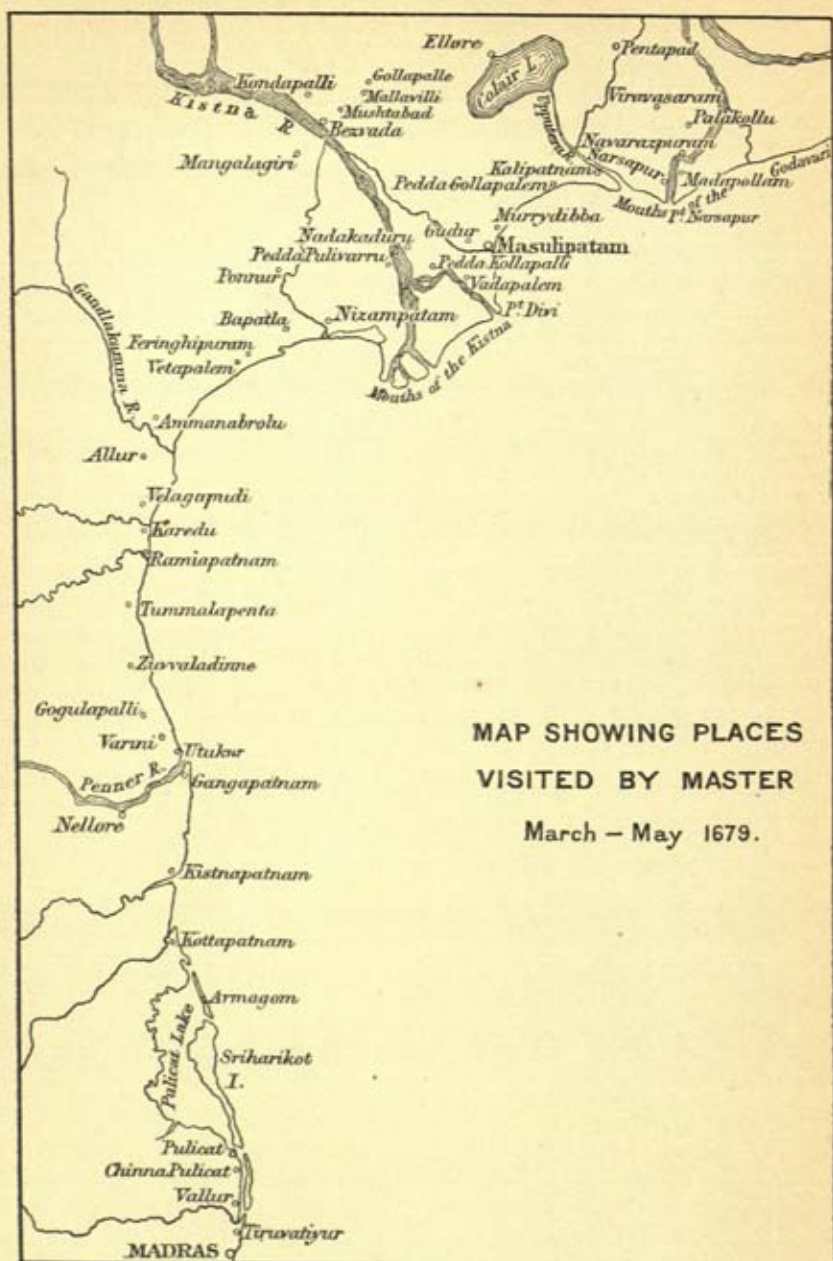 Ellore
Pentapad
Colair L.
Kondapalli
Gollapalle
Mallavilli
Mushtabad
Kistna R.
Bezvada
Viravasaram
Palakollu
Upputeru R.
Navarazpuram
Narsapur
Godavari
Mangalagiri
Kalipatnam
Pedda Gollapalem
Madapollam
Mouths of the
Pt. Narsapur
Murrydibba
Gudur
Masulipatam
Nadakaduru
Pedda Pulivarru
Pedda Kollapalli
Vadapalem
Ponnur
Pt. Divi
Bapatla
Nizampatam
Feringhipuram
Vetapalem
Mouths of the Kistna
Gandlakumma R.
Ammanabrolu
Allur
Velagapudi
Karedu
Ramiapatnam
Tummalapenta
Zuvvaladinne
Gogulapalli
Varini
Utukur
Penner R.
Gangapatnam
Nellore
MAP SHOWING PLACES
VISITED BY MASTER
March – May 1679.
Kistnapatnam
Kottapatnam
Armagom
Palicat Lake
Sriharikot
I.
Pulicat
Chinna Pulicat
Vallur
Tiruvatiyur
MADRAS